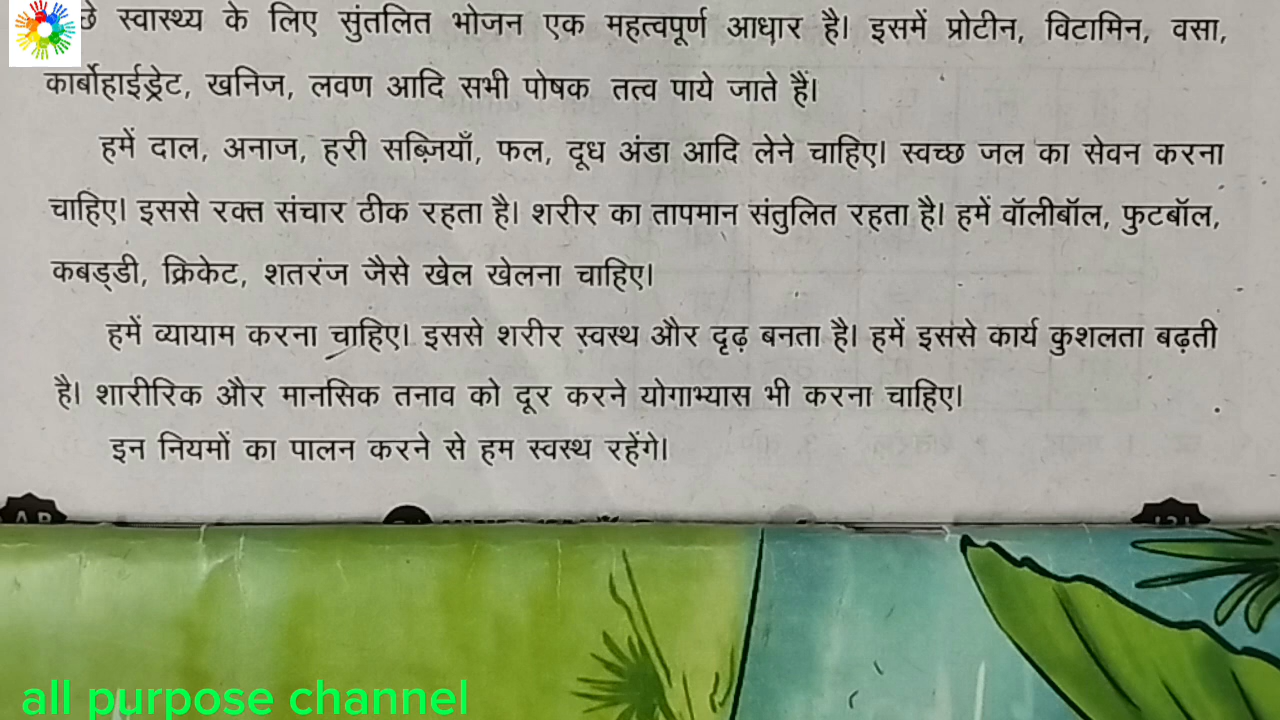 स्वास्थ्य के लिए सुंतलित भोजन एक महत्वपूर्ण आधार है। इसमें प्रोटीन, विटामिन, वसा,
कार्बोहाईड्रेट, खनिज, लवण आदि सभी पोषक तत्व पाये जाते हैं।
हमें दाल, अनाज, हरी सब्ज़ियाँ, फल, दूध अंडा आदि लेने चाहिए। स्वच्छ जल का सेवन करना
चाहिए। इससे रक्त संचार ठीक रहता है। शरीर का तापमान संतुलित रहता है। हमें वॉलीबॉल, फुटबॉल,
कबड्डी, क्रिकेट, शतरंज जैसे खेल खेलना चाहिए।
हमें व्यायाम करना चाहिए। इससे शरीर स्वस्थ और दृढ़ बनता है। हमें इससे कार्य कुशलता बढ़ती
है। शारीरिक और मानसिक तनाव को दूर करने योगाभ्यास भी करना चाहिए।
इन नियमों का पालन करने से हम स्वस्थ रहेंगे।
all purpose channel